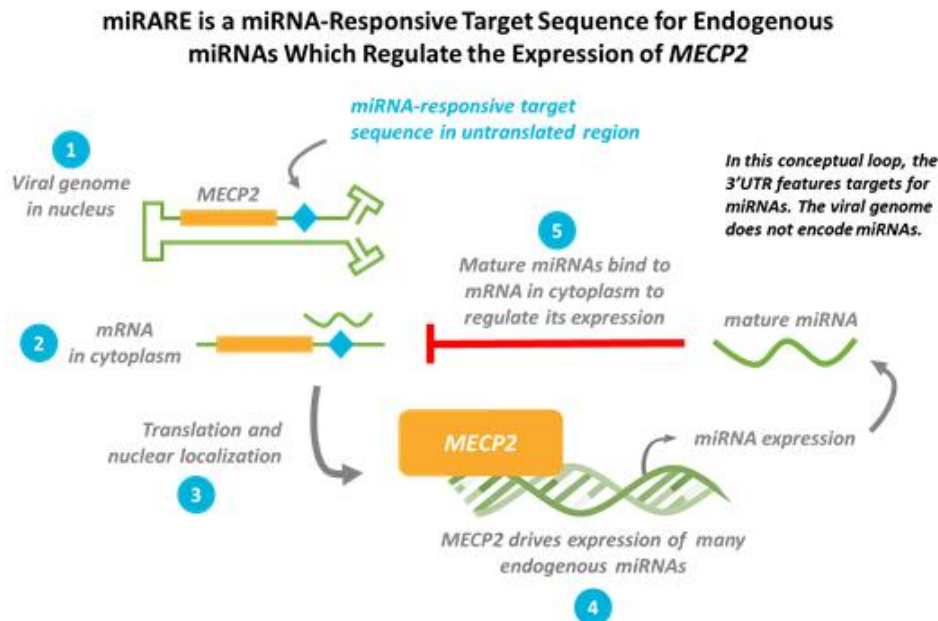 miRARE is a miRNA-Responsive Target Sequence for Endogenous
miRNAs Which Regulate the Expression of MECP2
miRNA-responsive target
sequence in untranslated region
1
Viral genome
in nucleus
MECP2
In this conceptual loop, the
3'UTR features targets for
miRNAs. The viral genome
does not encode miRNAs.
5
Mature miRNAs bind to
mRNA in cytoplasm to
regulate its expression
2
mRNA
in cytoplasm
mature miRNA
Translation and
nuclear localization
3
MECP2
miRNA expression
MECP2 drives expression of many
endogenous miRNAs
4